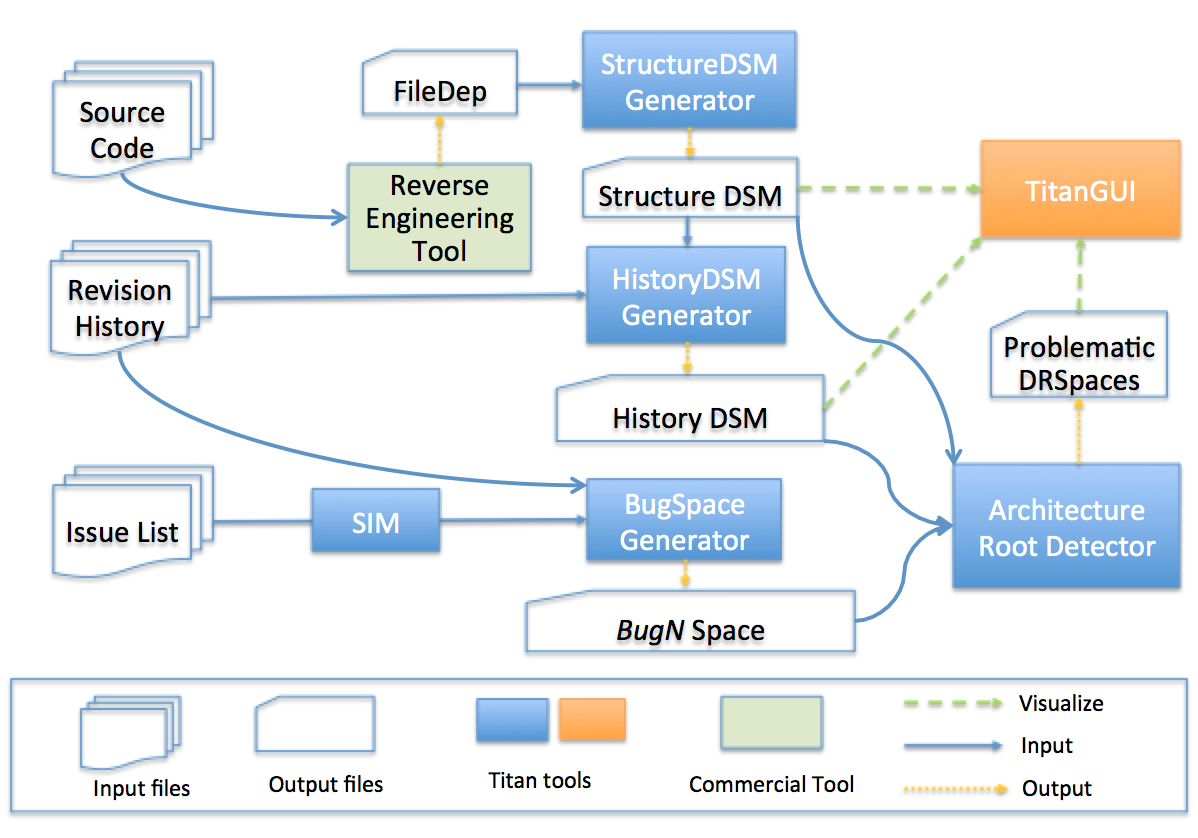 Source
Code
FileDep
StructureDSM
Generator
Reverse
Engineering
Tool
Structure DSM
TitanGUI
Revision
History
HistoryDSM
Generator
Problematic
DRSpaces
History DSM
Issue List
SIM
BugSpace
Generator
Architecture
Root Detector
BugN Space
Input files
Output files
Titan tools
Commercial Tool
Visualize
Input
Output